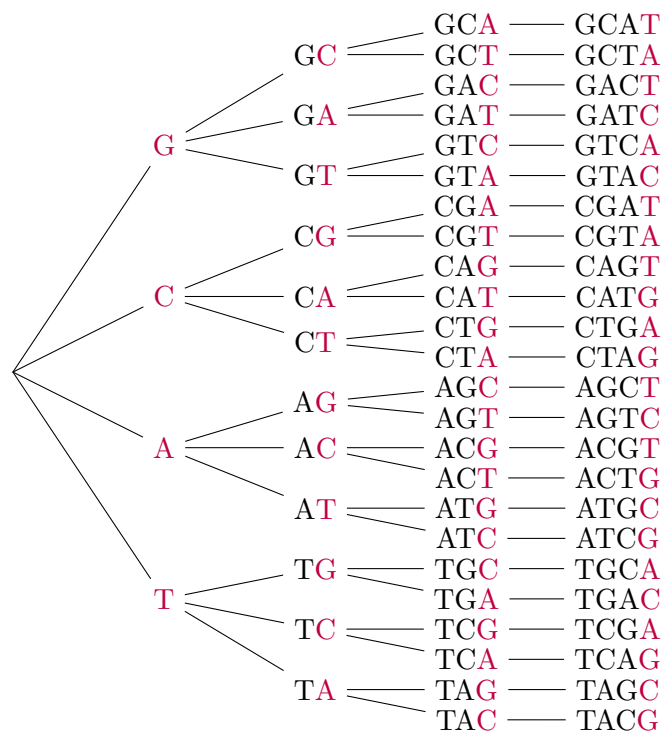 GCA GCAT
GC GCT GCTA
GAC GACT
GA GAT GATC
G GTC GTCA
GT GTA GTAC
CGA CGAT
CG CGT CGTA
CAG CAGT
C CA CAT CATG
CTG CTGA
CT CTA CTAG
AGC AGCT
AG AGT AGTC
A AC ACG ACGT
ACT ACTG
AT ATG ATGC
ATC ATCG
TG TGC TGCA
T TGA TGAC
TC TCG TCGA
TCA TCAG
TA TAG TAGC
TAC TACG